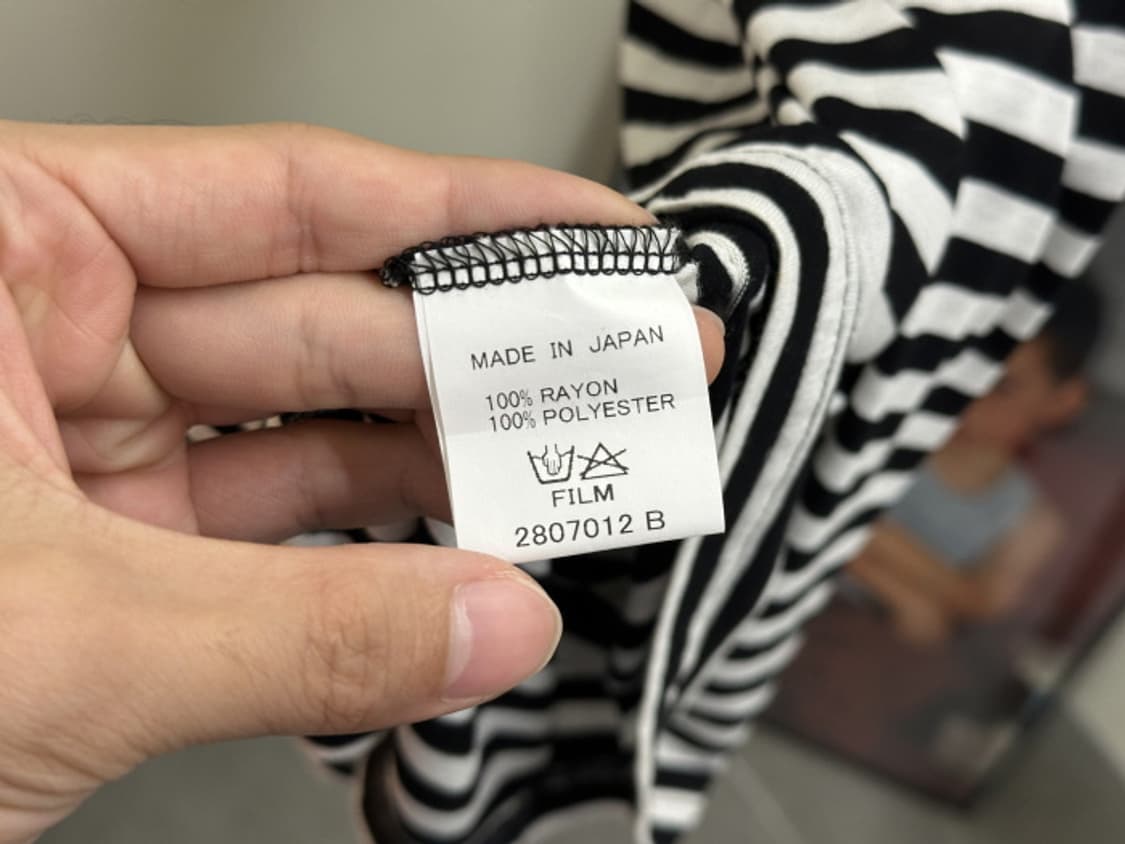 MADE IN JAPAN
100% RAYON
100% POLYESTER
FILM
2807012 B